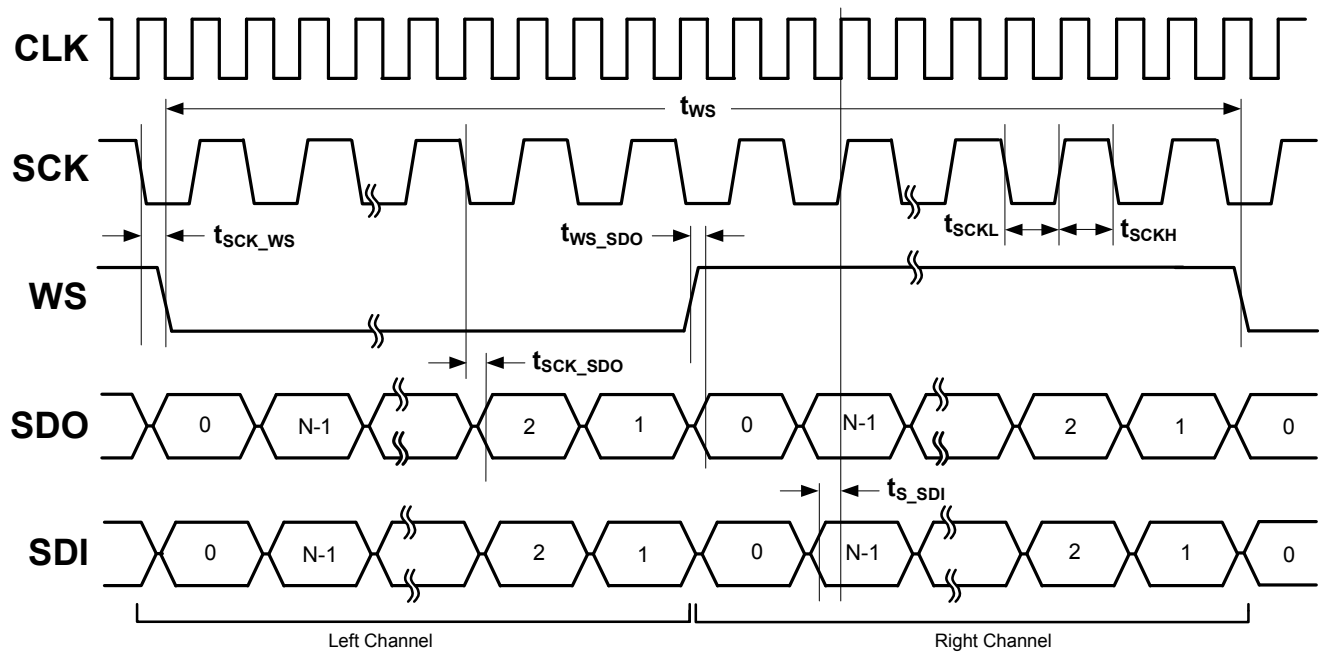 CLK
tWS
SCK
tSCK_WS
tWS_SDO
tSCKL
tSCKH
WS
tSCK_SDO
SDO
0 N-1 2 1 0 N-1 2 1 0
tS_SDI
SDI
0 N-1 2 1 0 N-1 2 1 0
Left Channel Right Channel